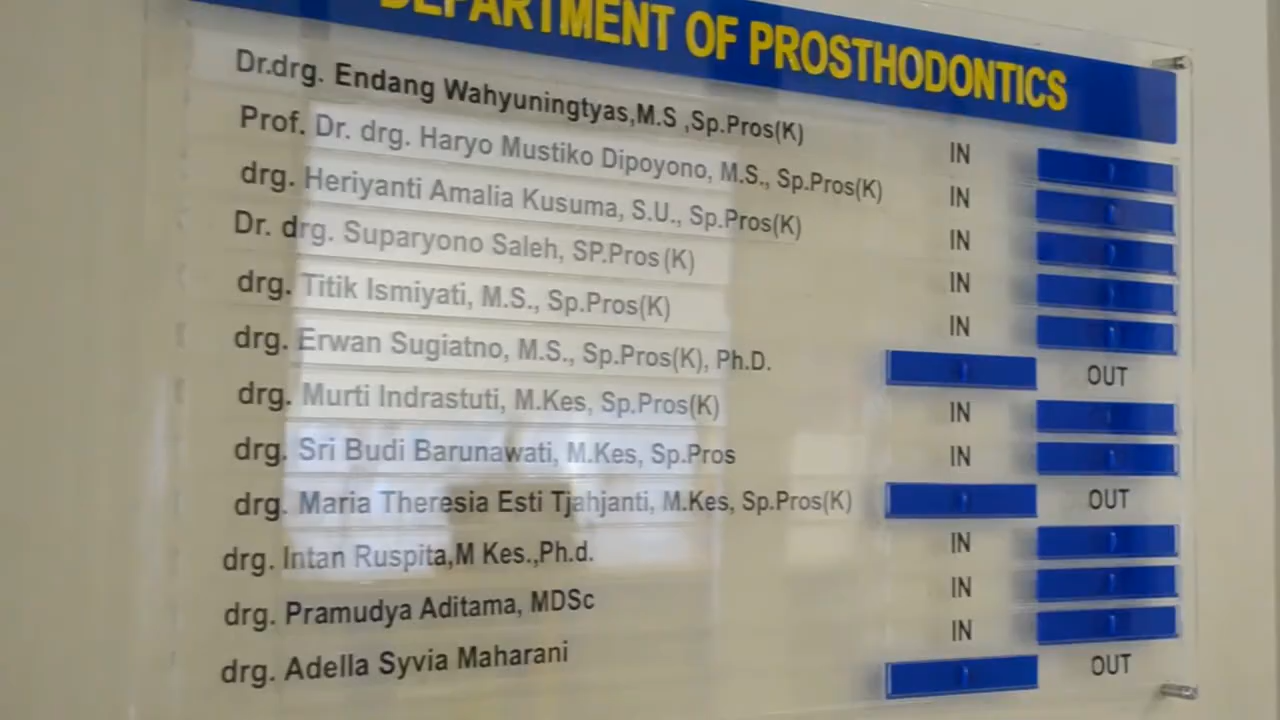 DEPARTMENT OF PROSTHODONTICS
Dr.drg. Endang Wahyuningtyas,M.S ,Sp.Pros(K) IN
Prof. Dr. drg. Haryo Mustiko Dipoyono, M.S., Sp.Pros(K) IN
drg. Heriyanti Amalia Kusuma, S.U., Sp.Pros(K) IN
Dr. drg. Suparyono Saleh, SP.Pros(K) IN
drg. Titik Ismiyati, M.S., Sp.Pros(K) IN
drg. Erwan Sugiatno, M.S., Sp.Pros(K), Ph.D. OUT
drg. Murti Indrastuti, M.Kes, Sp.Pros(K) IN
drg. Sri Budi Barunawati, M.Kes, Sp.Pros IN
drg. Maria Theresia Esti Tjahjanti, M.Kes, Sp.Pros(K) OUT
drg. Intan Ruspita,M Kes.,Ph.d. IN
drg. Pramudya Aditama, MDSc IN
drg. Adella Syvia Maharani IN
OUT